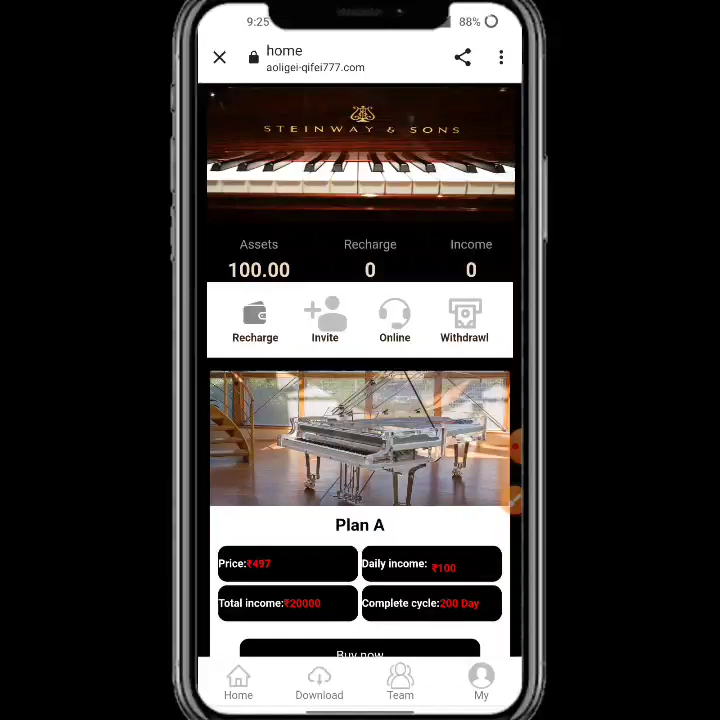 9:25
88%
home
aoligei-qifei777.com
STEINWAY & SONS
Assets Recharge Income
100.00 0 0
Recharge Invite Online Withdrawl
Plan A
Price:₹497 Daily income: ₹100
Total income:₹20000 Complete cycle:200 Day
Buy now
Home Download Team My